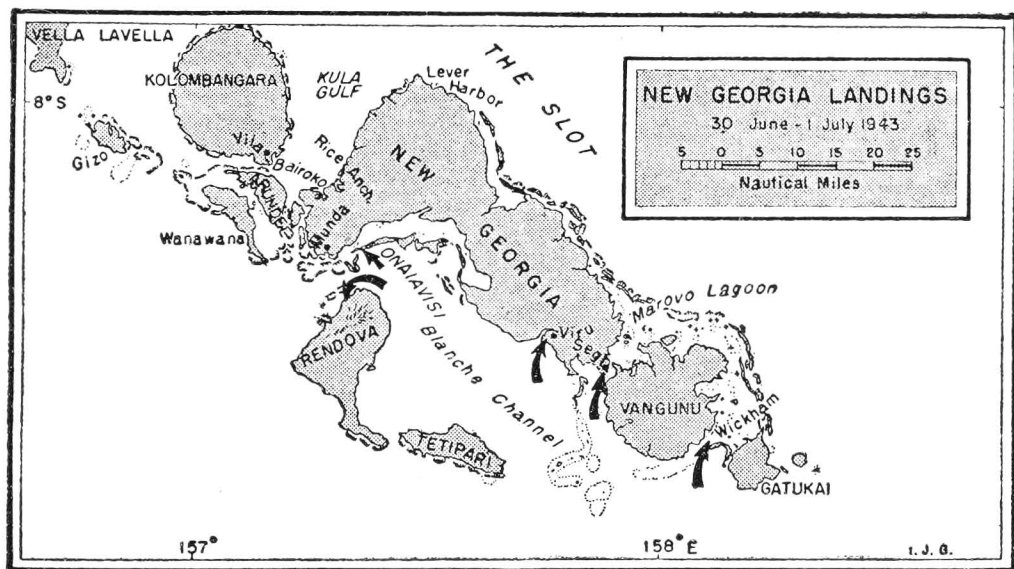 VELLA LAVELLA
KOLOMBANGARA
KULA
GULF
Lever
Harbor
THE SLOT
NEW GEORGIA LANDINGS
30 June - 1 July 1943
5 0 5 10 15 20 25
Nautical Miles
8° S
Gizo
Vila
Bairoko
Rice Anch.
ARUNDEL
Wanawana
Munda
NEW
GEORGIA
ONAIAVISI
RENDOVA
Blanche Channel
Viru
Segi
Marovo Lagoon
VANGUNU
Wickham
TETIPARI
GATUKAI
157°
158° E
I. J. G.